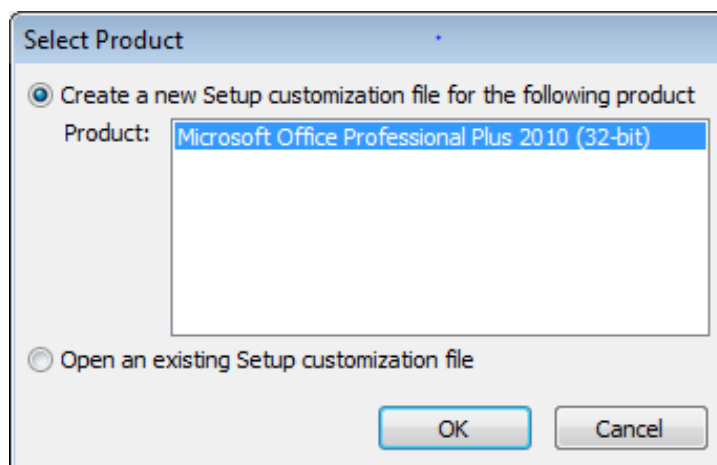 Select Product
Create a new Setup customization file for the following product
Product:
Microsoft Office Professional Plus 2010 (32-bit)
Open an existing Setup customization file
OK
Cancel